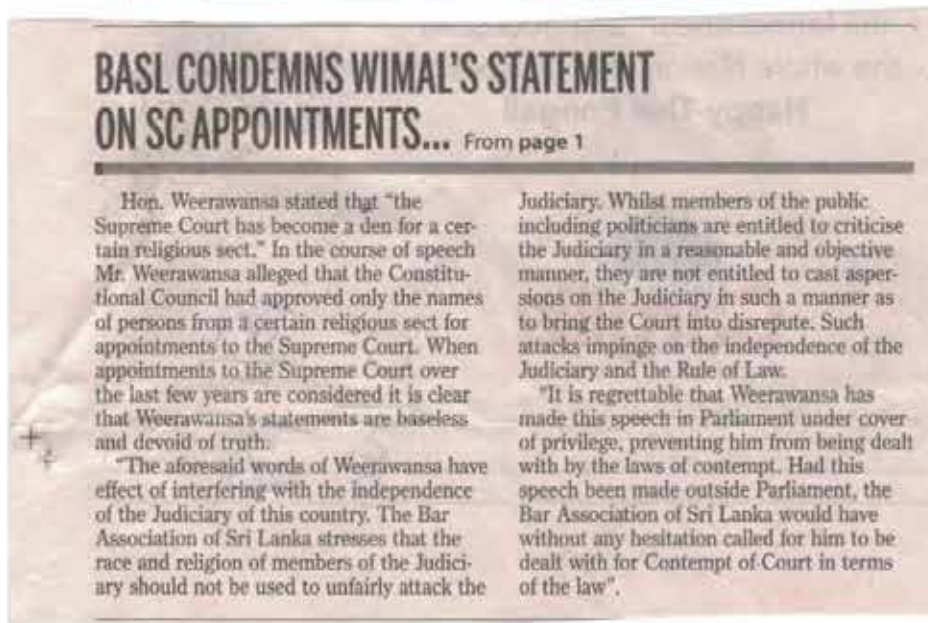 BASL CONDEMNS WIMAL'S STATEMENT
ON SC APPOINTMENTS... From page 1
Hon. Weerawansa stated that "the
Supreme Court has become a den for a cer-
tain religious sect." In the course of speech
Mr. Weerawansa alleged that the Constitu-
tional Council had approved only the names
of persons from a certain religious sect for
appointments to the Supreme Court. When
appointments to the Supreme Court over
the last few years are considered it is clear
that Weerawansa's statements are baseless
and devoid of truth.
"The aforesaid words of Weerawansa have
effect of interfering with the independence
of the Judiciary of this country. The Bar
Association of Sri Lanka stresses that the
race and religion of members of the Judici-
ary should not be used to unfairly attack the
Judiciary. Whilst members of the public
including politicians are entitled to criticise
the Judiciary in a reasonable and objective
manner, they are not entitled to cast asper-
sions on the Judiciary in such a manner as
to bring the Court into disrepute. Such
attacks impinge on the independence of the
Judiciary and the Rule of Law.
"It is regrettable that Weerawansa has
made this speech in Parliament under cover
of privilege, preventing him from being dealt
with by the laws of contempt. Had this
speech been made outside Parliament, the
Bar Association of Sri Lanka would have
without any hesitation called for him to be
dealt with for Contempt of Court in terms
of the law".